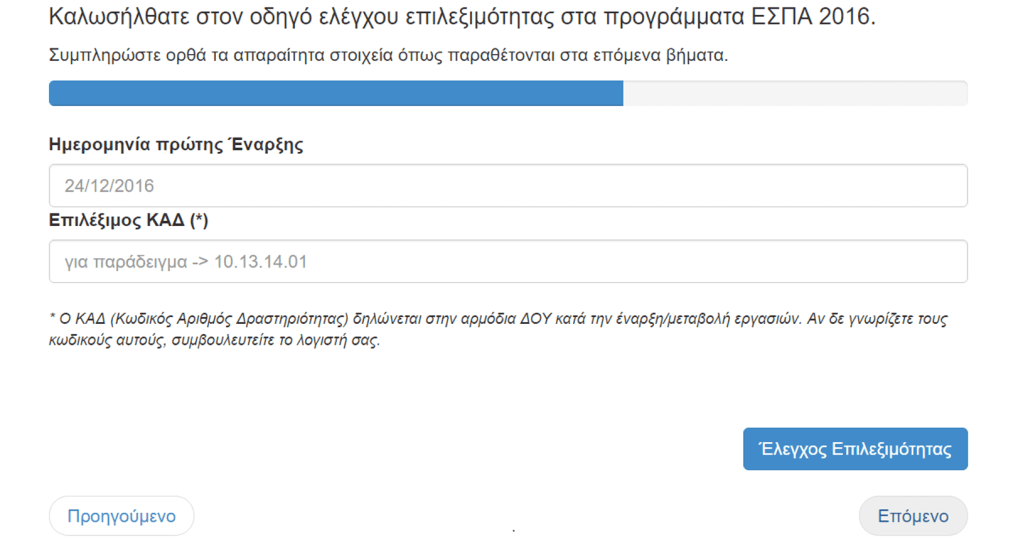 Καλωσήλθατε στον οδηγό ελέγχου επιλεξιμότητας στα προγράμματα ΕΣΠΑ 2016.
Συμπληρώστε ορθά τα απαραίτητα στοιχεία όπως παραθέτονται στα επόμενα βήματα.
Ημερομηνία πρώτης Έναρξης
24/12/2016
Επιλέξιμος ΚΑΔ (*)
για παράδειγμα -> 10.13.14.01
* Ο ΚΑΔ (Κωδικός Αριθμός Δραστηριότητας) δηλώνεται στην αρμόδια ΔΟΥ κατά την έναρξη/μεταβολή εργασιών. Αν δε γνωρίζετε τους
κωδικούς αυτούς, συμβουλευτείτε το λογιστή σας.
Έλεγχος Επιλεξιμότητας
Προηγούμενο
.
Επόμενο